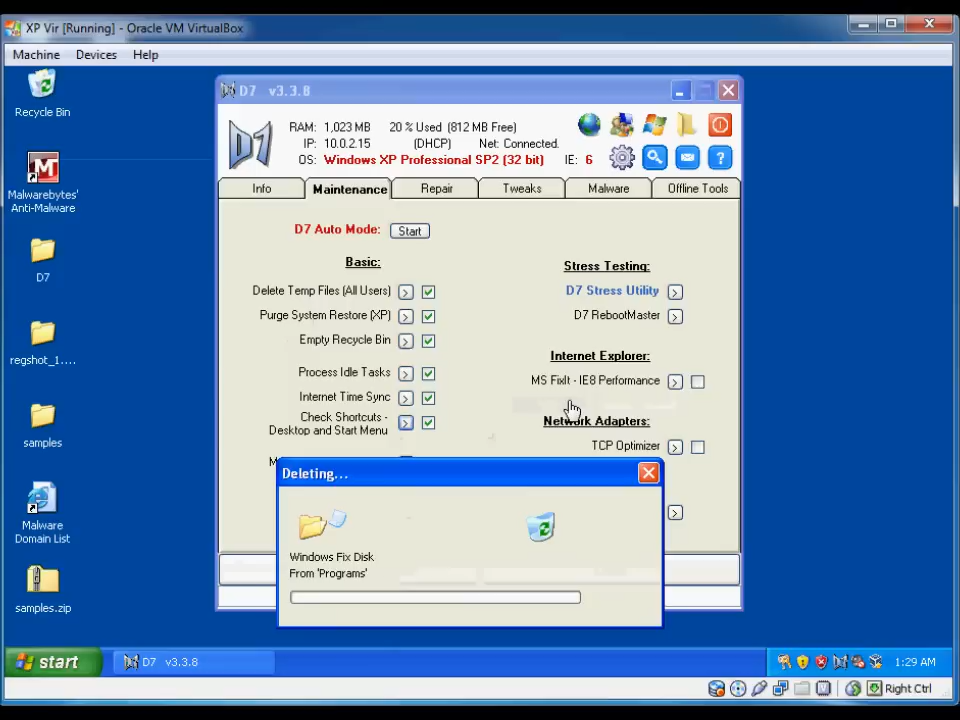 XP Vir [Running] - Oracle VM VirtualBox
Machine Devices Help
Recycle Bin
Malwarebytes'
Anti-Malware
D7
regshot_1....
samples
Malware
Domain List
samples.zip
D7 v3.3.8
D7
RAM: 1,023 MB 20 % Used (812 MB Free)
IP: 10.0.2.15 (DHCP) Net: Connected.
OS: Windows XP Professional SP2 (32 bit) IE: 6
Info Maintenance Repair Tweaks Malware Offline Tools
D7 Auto Mode: Start
Basic:
Delete Temp Files (All Users) >
Purge System Restore (XP) >
Empty Recycle Bin >
Process Idle Tasks >
Internet Time Sync >
Check Shortcuts -
Desktop and Start Menu >
Stress Testing:
D7 Stress Utility >
D7 RebootMaster >
Internet Explorer:
MS FixIt - IE8 Performance >
Network Adapters:
TCP Optimizer >
>
Deleting...
Windows Fix Disk
From 'Programs'
start
D7 v3.3.8
1:29 AM
Right Ctrl